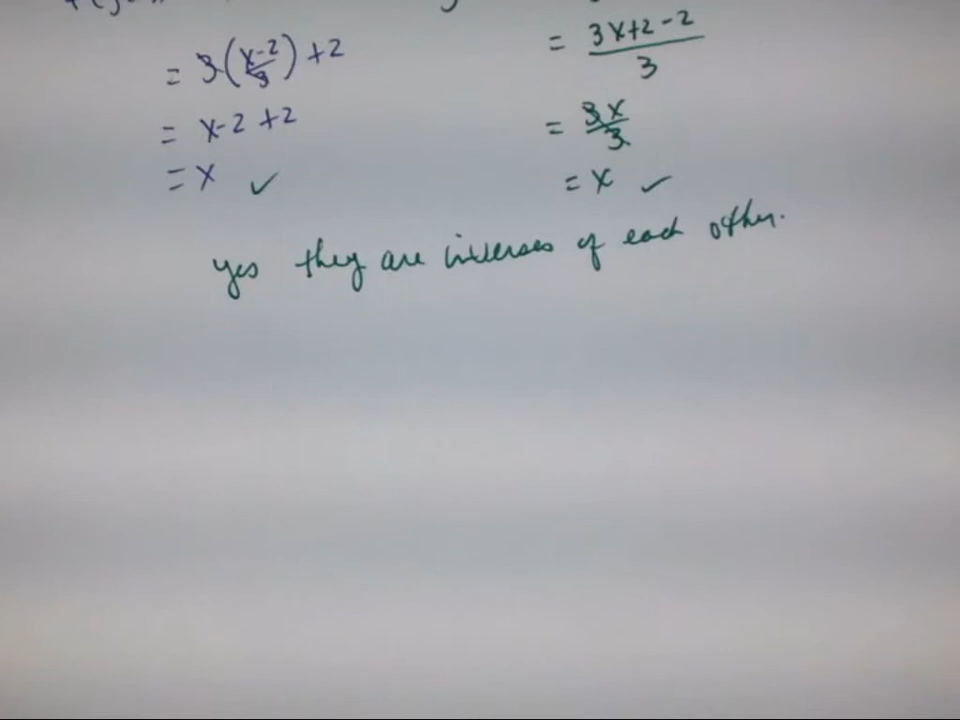 = 3(x-2/3) + 2
= x-2 +2
= x ✓
= 3x+2-2/3
= 3x/3
= x ✓
yes they are inverses of each other.